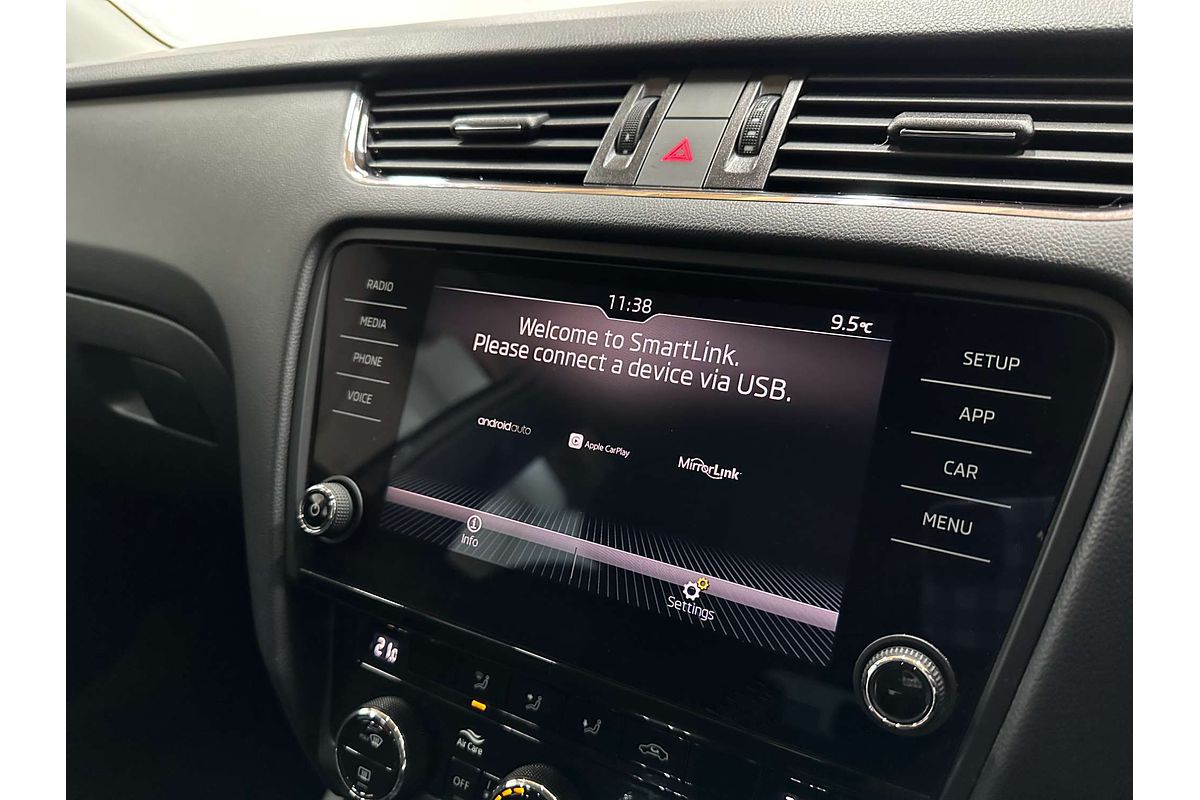 RADIO
MEDIA
PHONE
VOICE
11:38
9.5°C
Welcome to SmartLink.
Please connect a device via USB.
androidauto
Apple CarPlay
MirrorLink
Info
Settings
SETUP
APP
CAR
MENU
Air Care
OFF